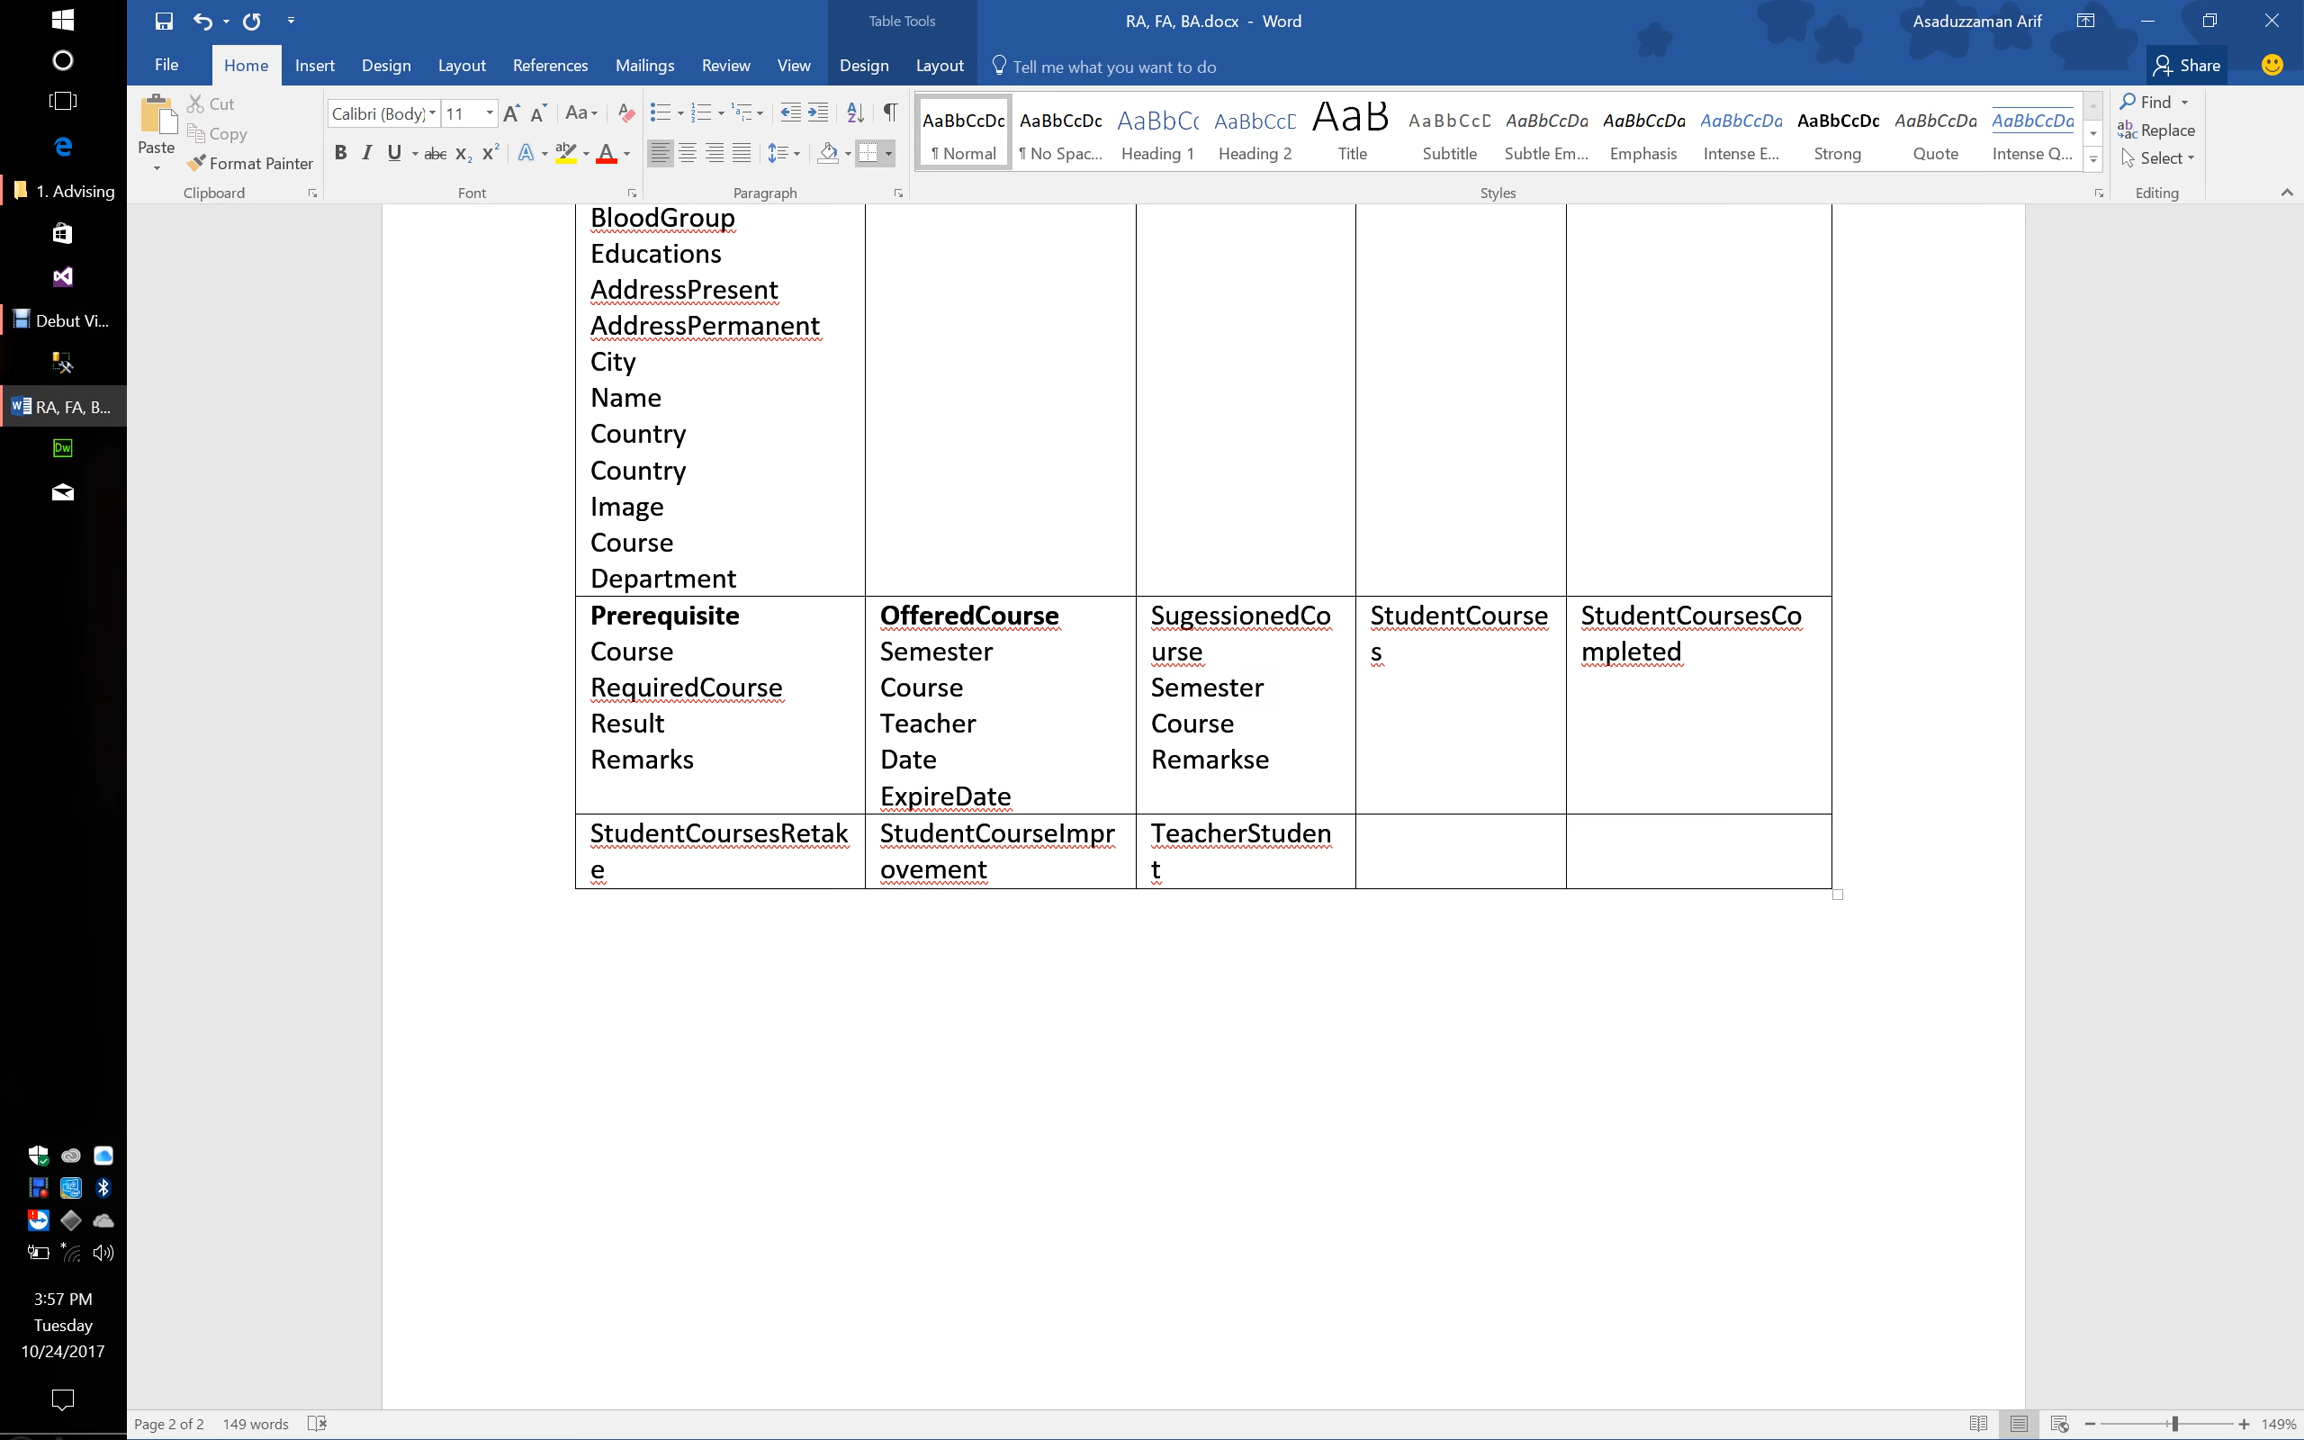 Table Tools
RA, FA, BA.docx - Word
Asaduzzaman Arif
File
Home
Insert
Design
Layout
References
Mailings
Review
View
Design
Layout
Tell me what you want to do
Share
Paste
Cut
Copy
Format Painter
Clipboard
Calibri (Body)
11
Font
Paragraph
AaBbCcDc
¶ Normal
AaBbCcDc
¶ No Spac...
AaBbC
Heading 1
AaBbCcC
Heading 2
AaB
Title
AaBbCcC
Subtitle
AaBbCcDa
Subtle Em...
AaBbCcDa
Emphasis
AaBbCcDa
Intense E...
AaBbCcDc
Strong
AaBbCcDa
Quote
AaBbCcDa
Intense Q...
Styles
Find
Replace
Select
Editing
1. Advising
Debut Vi...
RA, FA, B...
Dw
BloodGroup
Educations
AddressPresent
AddressPermanent
City
Name
Country
Country
Image
Course
Department
Prerequisite
Course
RequiredCourse
Result
Remarks
OfferedCourse
Semester
Course
Teacher
Date
ExpireDate
SugessionedCo
urse
Semester
Course
Remarkse
StudentCourse
s
StudentCoursesCo
mpleted
StudentCoursesRetak
e
StudentCourseImpr
ovement
TeacherStuden
t
3:57 PM
Tuesday
10/24/2017
Page 2 of 2
149 words
149%